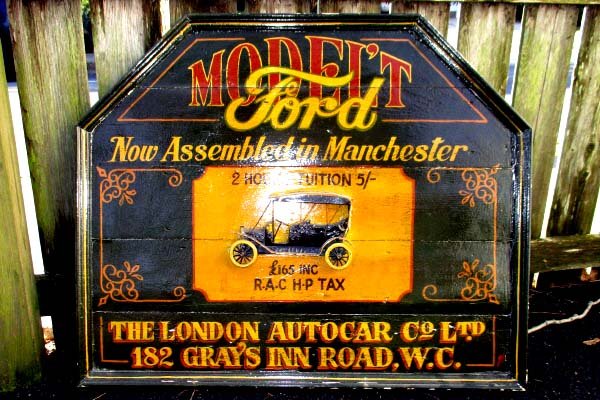 MODEL'T
Ford
Now Assembled in Manchester
2 HOURS TUITION 5/-
£165 INC
R·A·C H·P TAX
THE LONDON AUTOCAR Cº LTD
182 GRAY'S INN ROAD, W.C.